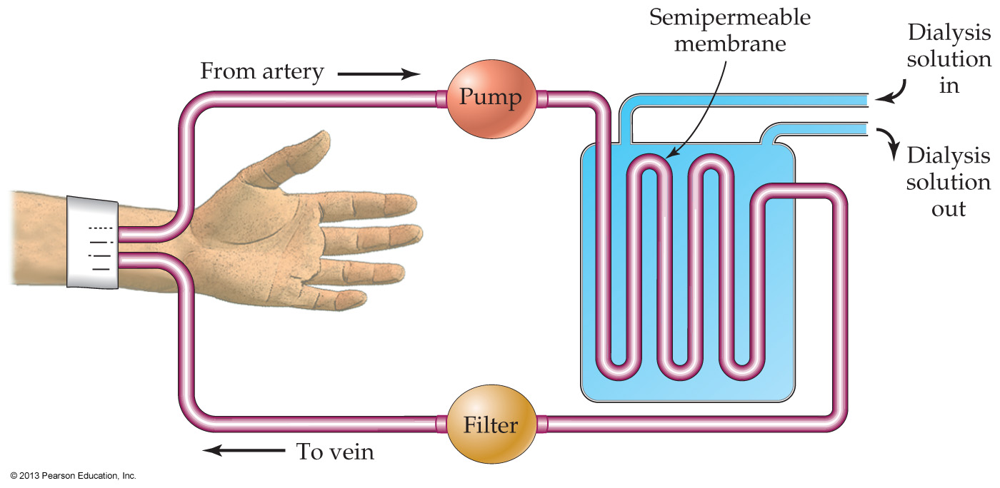 Semipermeable
membrane
Dialysis
solution
in
From artery
Pump
Dialysis
solution
out
Filter
To vein
© 2013 Pearson Education, Inc.